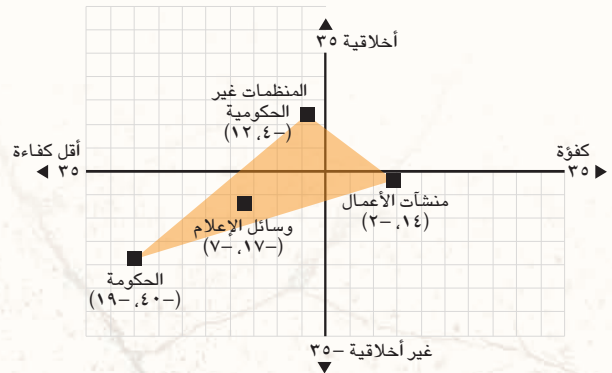 أخلاقية ٣٥
المنظمات غير
الحكومية
(-٤، ١٢)
أقل كفاءة
٣٥
كفؤة
٣٥
منشآت الأعمال
(١٤، -٢)
وسائل الإعلام
(-١٧، -٧)
الحكومة
(-٤٠، -١٩)
غير أخلاقية -٣٥